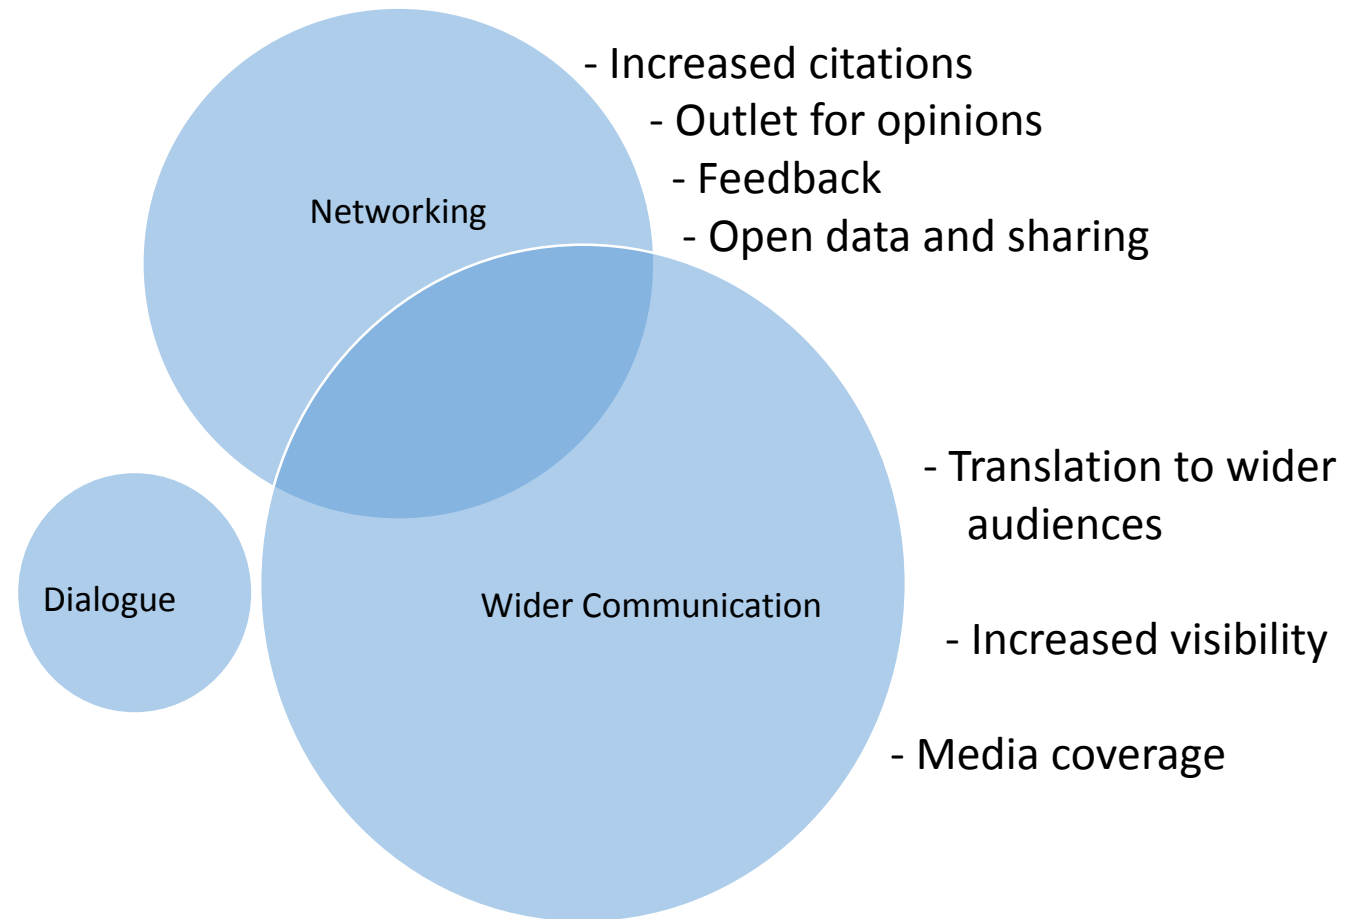 - Increased citations
- Outlet for opinions
- Feedback
Networking
- Open data and sharing
- Translation to wider
audiences
Dialogue
Wider Communication
- Increased visibility
- Media coverage